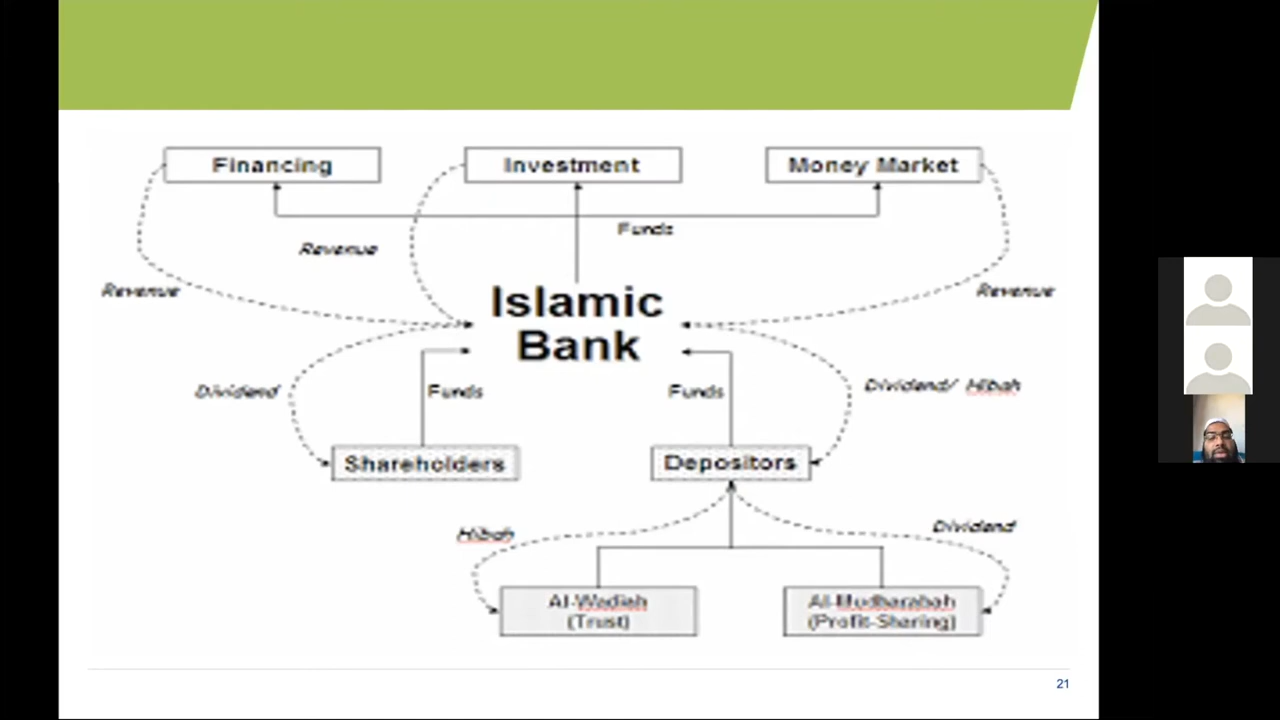 Financing
Investment
Money Market
Funds
Revenue
Revenue
Revenue
Islamic
Bank
Dividend
Funds
Funds
Dividend/ Hibah
Shareholders
Depositors
Hibah
Dividend
Al-Wadiah
(Trust)
Al-Mudharabah
(Profit-Sharing)
21